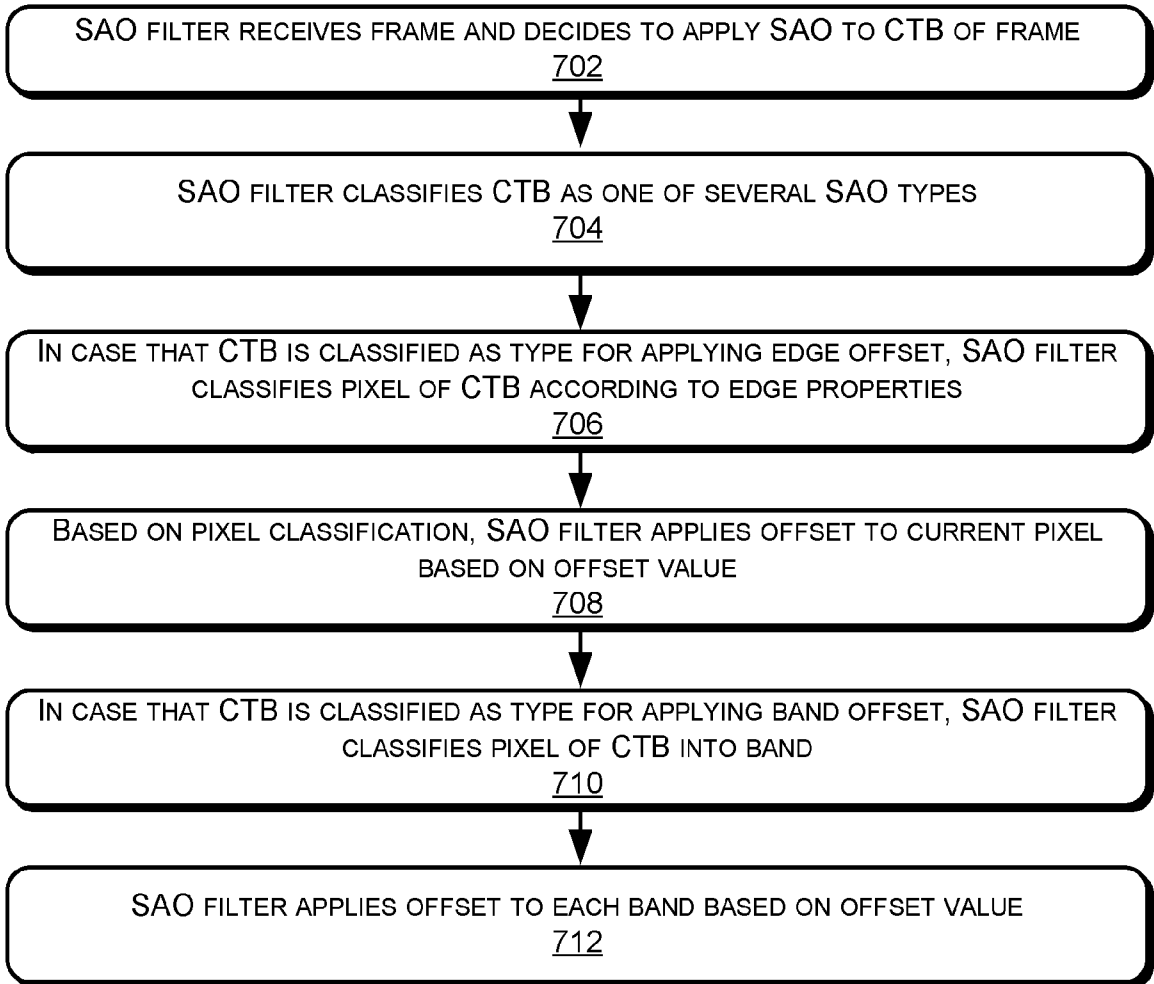 SAO FILTER RECEIVES FRAME AND DECIDES TO APPLY SAO TO CTB OF FRAME
702
SAO FILTER CLASSIFIES CTB AS ONE OF SEVERAL SAO TYPES
704
IN CASE THAT CTB IS CLASSIFIED AS TYPE FOR APPLYING EDGE OFFSET, SAO FILTER
CLASSIFIES PIXEL OF CTB ACCORDING TO EDGE PROPERTIES
706
BASED ON PIXEL CLASSIFICATION, SAO FILTER APPLIES OFFSET TO CURRENT PIXEL
BASED ON OFFSET VALUE
708
IN CASE THAT CTB IS CLASSIFIED AS TYPE FOR APPLYING BAND OFFSET, SAO FILTER
CLASSIFIES PIXEL OF CTB INTO BAND
710
SAO FILTER APPLIES OFFSET TO EACH BAND BASED ON OFFSET VALUE
712